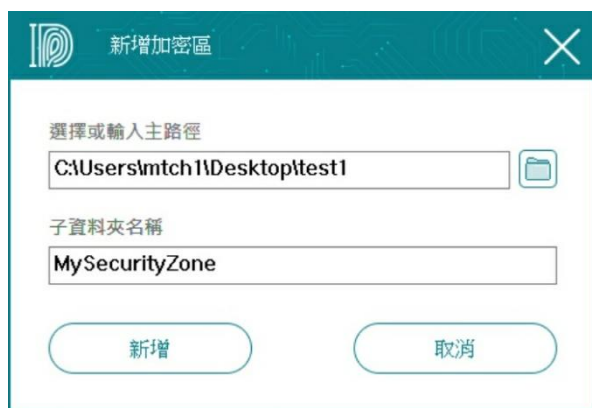 新增加密區
選擇或輸入主路徑
C:\Users\mtch1\Desktop\test1
子資料夾名稱
MySecurityZone
新增 取消